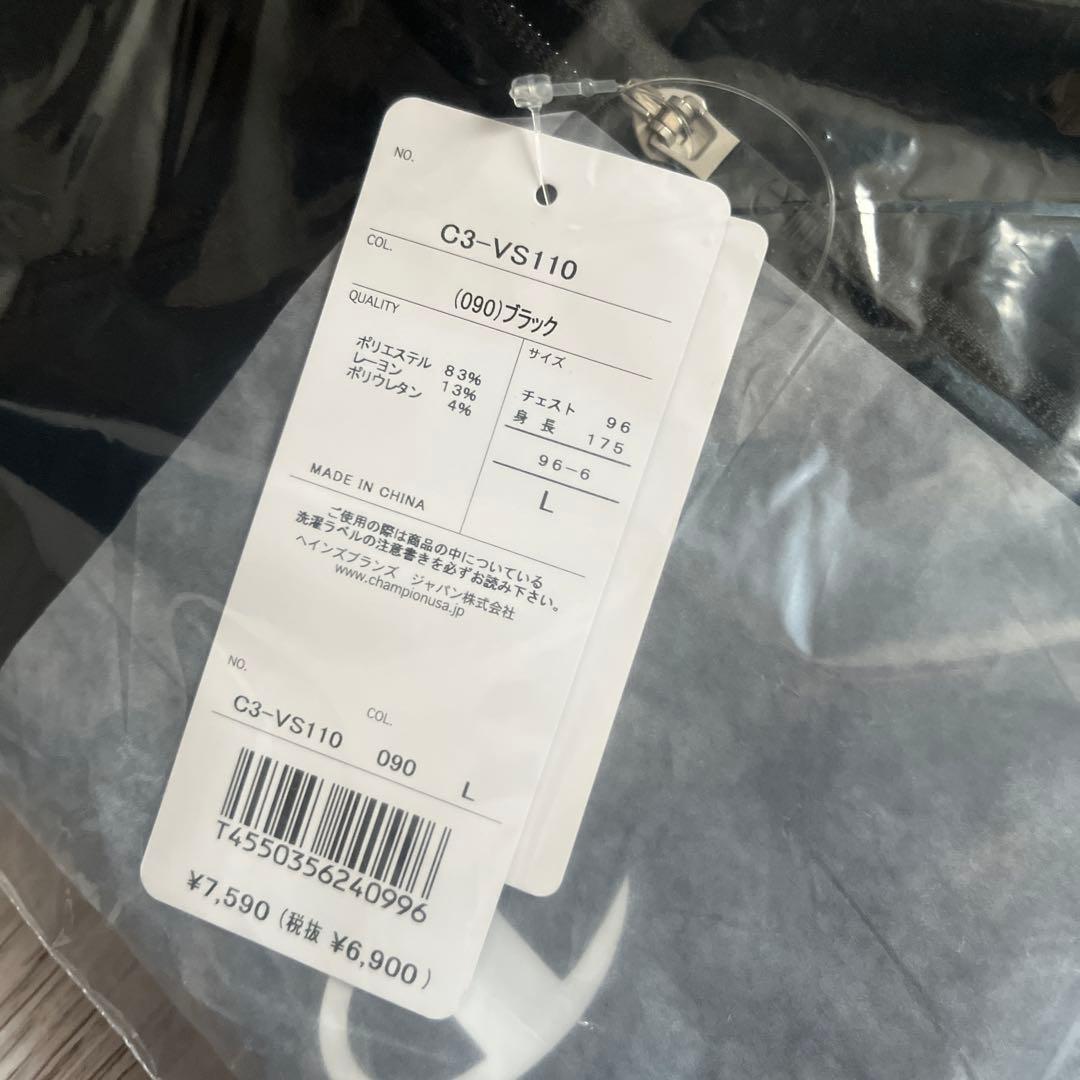 NO.
C3-VS110
COL.
(090)ブラック
QUALITY
ポリエステル 83%
レーヨン 13%
ポリウレタン 4%
サイズ
チェスト 96
身長 175
96-6
L
MADE IN CHINA
ご使用の際は商品の中についている
洗濯ラベルの注意書きを必ずお読み下さい。
ヘインズブランズ ジャパン株式会社
www.championusa.jp
NO.
C3-VS110
COL.
090
L
T4550356240996
¥7,590 (税抜 ¥6,900)